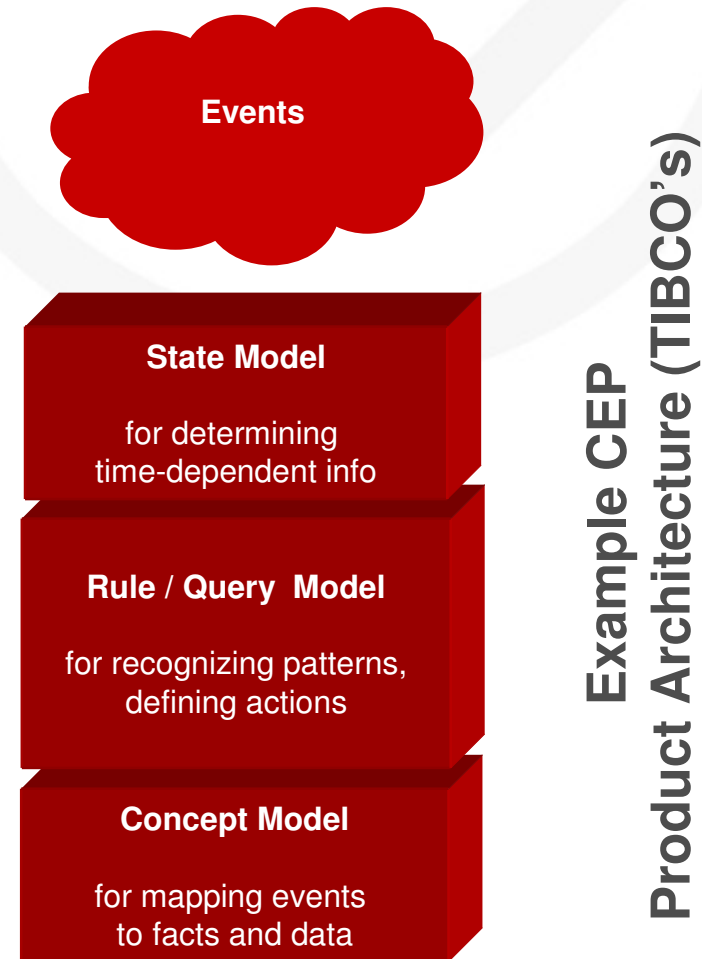 Events
State Model
for determining
time-dependent info
Rule / Query Model
for recognizing patterns,
defining actions
Concept Model
for mapping events
to facts and data
Example CEP
Product Architecture (TIBCO's)